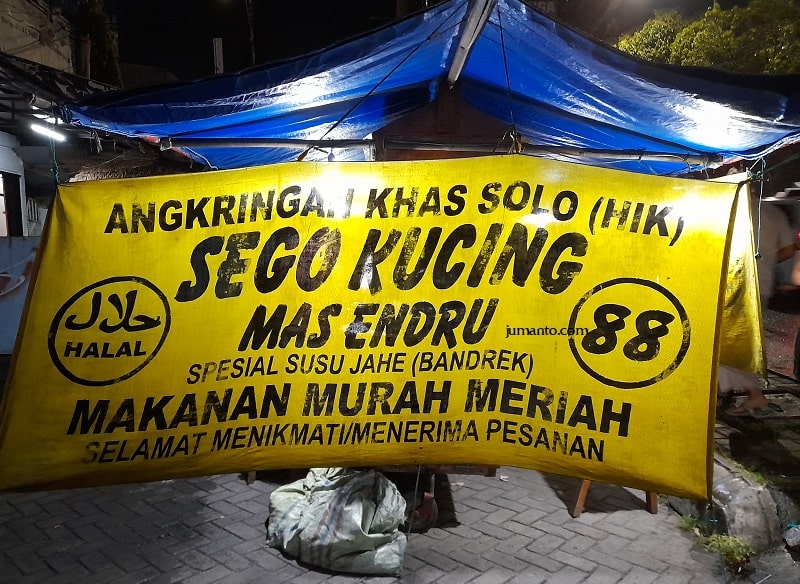 ANGKRINGAN KHAS SOLO (HIK)
SEGO KUCING
MAS ENDRU
jumanto.com
حلال
HALAL
88
SPESIAL SUSU JAHE (BANDREK)
MAKANAN MURAH MERIAH
SELAMAT MENIKMATI/MENERIMA PESANAN